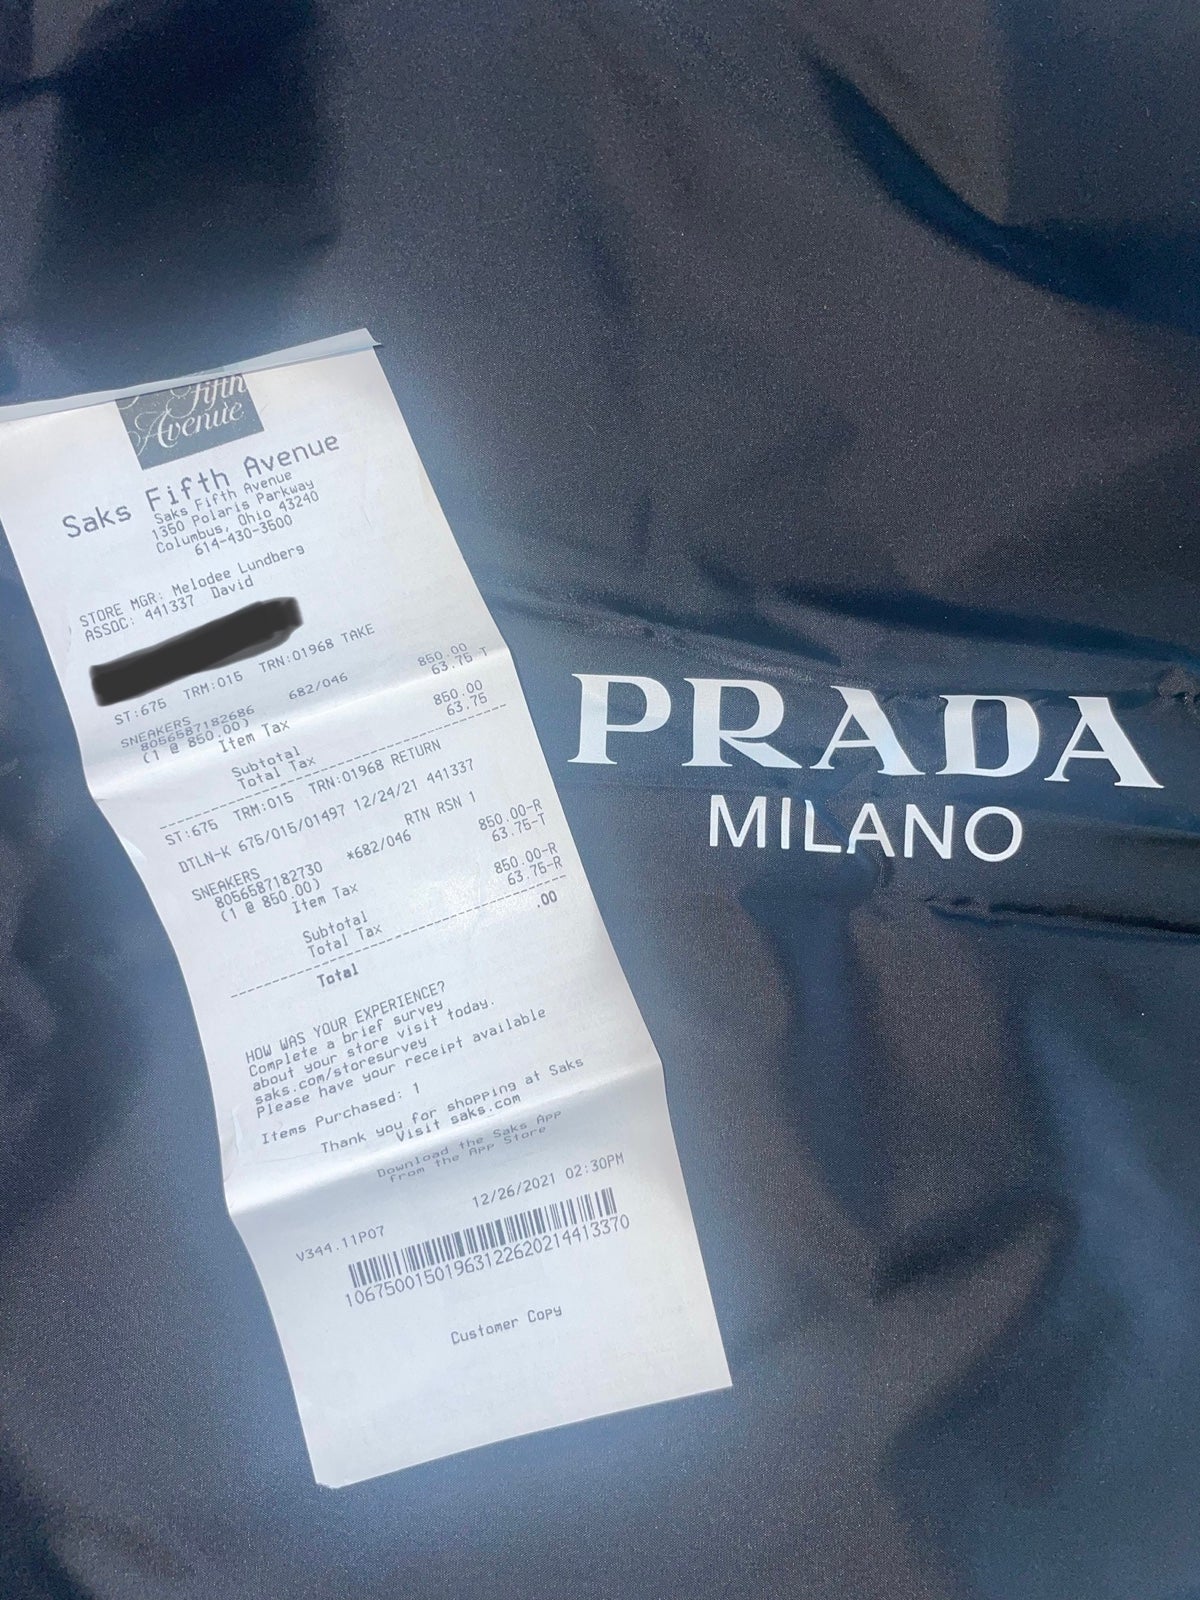 Fifth
Avenue
Saks Fifth Avenue
Saks Fifth Avenue
1350 Polaris Parkway
Columbus, Ohio 43240
614-430-3500
STORE MGR: Melodee Lundberg
ASSOC: 441337 David
ST:675 TRM:015 TRN:01968 TAKE
SNEAKERS 682/046 850.00
8056587182686 63.75 T
(1 @ 850.00)
Item Tax
850.00
63.75
Subtotal
Total Tax
ST:675 TRM:015 TRN:01968 RETURN
DTLN-K 675/015/01497 12/24/21 441337
RTN RSN 1
SNEAKERS *682/046 850.00-R
8056587182730 63.75-T
(1 @ 850.00)
Item Tax
850.00-R
63.75-R
Subtotal
Total Tax
.00
Total
HOW WAS YOUR EXPERIENCE?
Complete a brief survey
about your store visit today.
saks.com/storesurvey
Please have your receipt available
Items Purchased: 1
Thank you for shopping at Saks
Visit saks.com
Download the Saks App
from the App Store
12/26/2021 02:30PM
V344.11P07
10675001501963122620214413370
Customer Copy
PRADA
MILANO